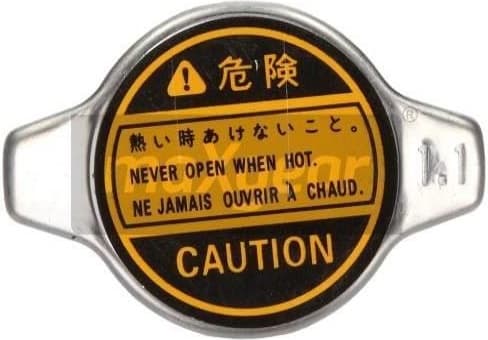 危険
熱い時あけないこと。
NEVER OPEN WHEN HOT.
NE JAMAIS OUVRIR À CHAUD.
CAUTION
1.1
maxgear
®